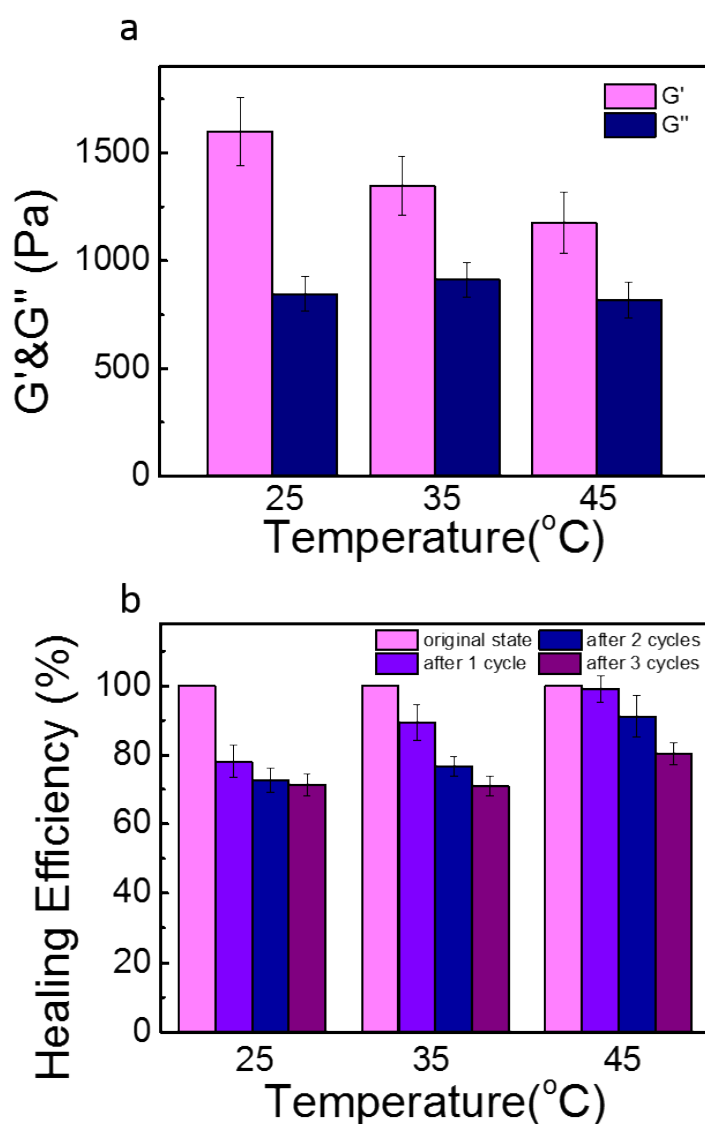 a
G'
G"
G'&G" (Pa)
1500
1000
500
0
25 35 45
Temperature(°C)
b
original state after 2 cycles
after 1 cycle after 3 cycles
Healing Efficiency (%)
100
80
60
40
20
0
25 35 45
Temperature(°C)